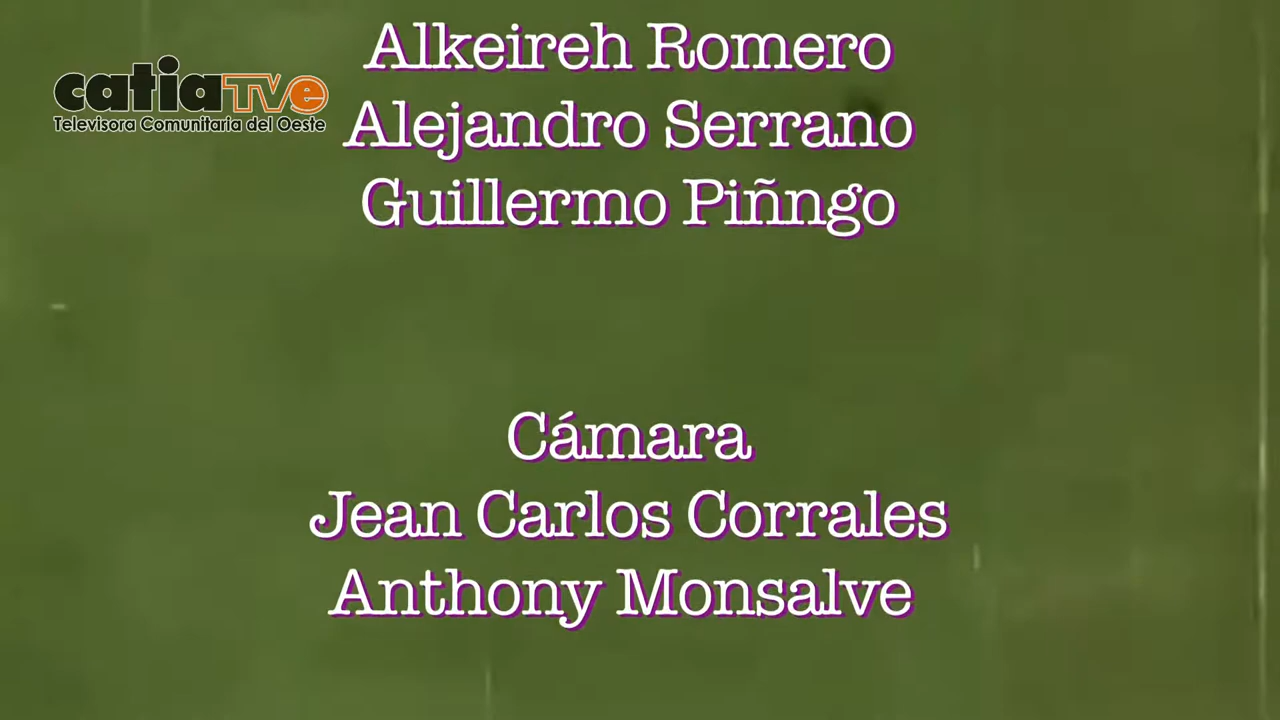 Alkeireh Romero
catiaTVe
Televisora Comunitaria del Oeste
Alejandro Serrano
Guillermo Piñngo
Cámara
Jean Carlos Corrales
Anthony Monsalve